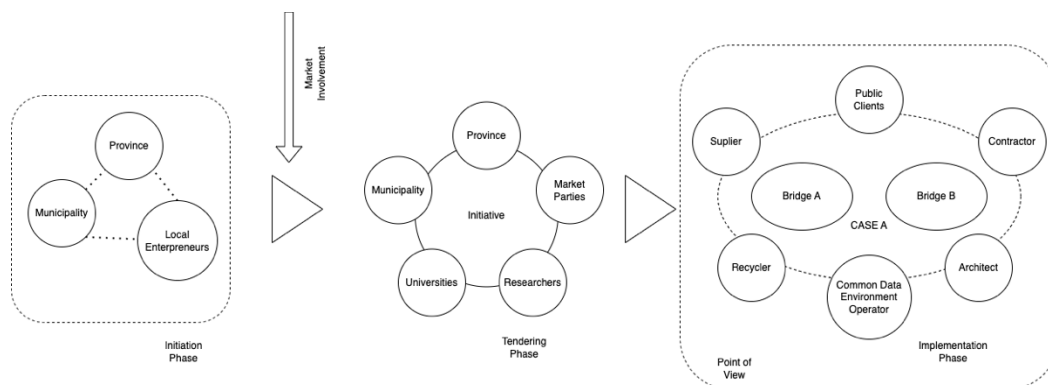 Province
Municipality
Local
Enterpreneurs
Initiation
Phase
Market
Involvement
Province
Municipality
Market
Parties
Initiative
Universities
Researchers
Tendering
Phase
Public
Clients
Suplier
Contractor
Bridge A
Bridge B
CASE A
Recycler
Architect
Common Data
Environment
Operator
Point of
View
Implementation
Phase